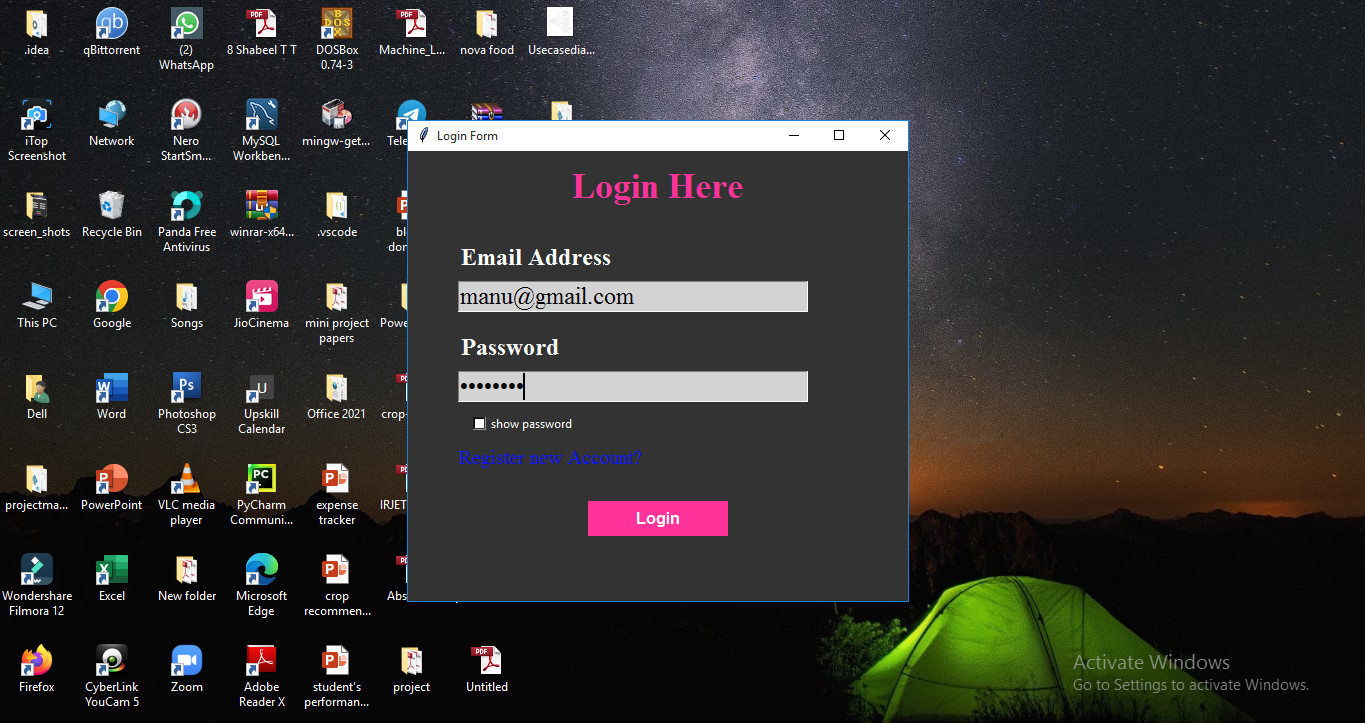 .idea
qBittorrent
(2)
WhatsApp
8 Shabeel T T
DOSBox
0.74-3
Machine_L...
nova food
Usecasedia...
iTop
Screenshot
Network
Nero
StartSm...
MySQL
Workben...
mingw-get...
Tele
screen_shots
Recycle Bin
Panda Free
Antivirus
winrar-x64...
.vscode
This PC
Google
Songs
JioCinema
mini project
papers
Powe
Dell
Word
Photoshop
CS3
Upskill
Calendar
Office 2021
crop-
projectma...
PowerPoint
VLC media
player
PyCharm
Communi...
expense
tracker
IRJET
Wondershare
Filmora 12
Excel
New folder
Microsoft
Edge
crop
recommen...
Abs
Firefox
CyberLink
YouCam 5
Zoom
Adobe
Reader X
student's
performan...
project
Untitled
Login Form
Login Here
Email Address
manu@gmail.com
Password
••••••••
show password
Register new Account?
Login
Activate Windows
Go to Settings to activate Windows.